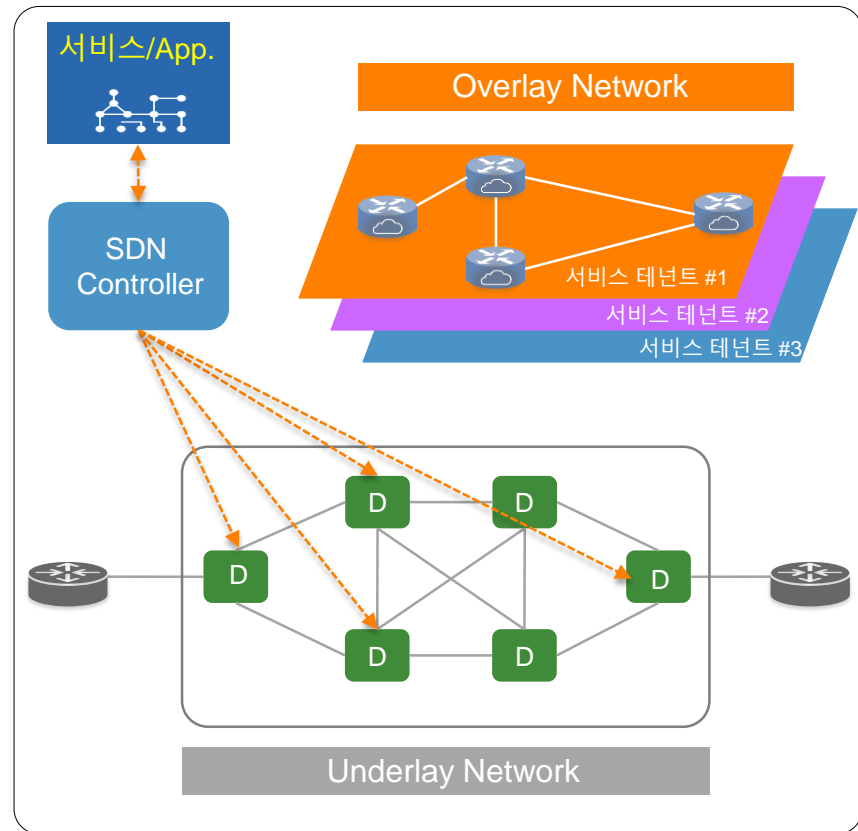 서비스/App.
Overlay Network
SDN
Controller
서비스 테넌트 #1
서비스 테넌트 #2
서비스 테넌트 #3
D
D
D
D
D
D
Underlay Network